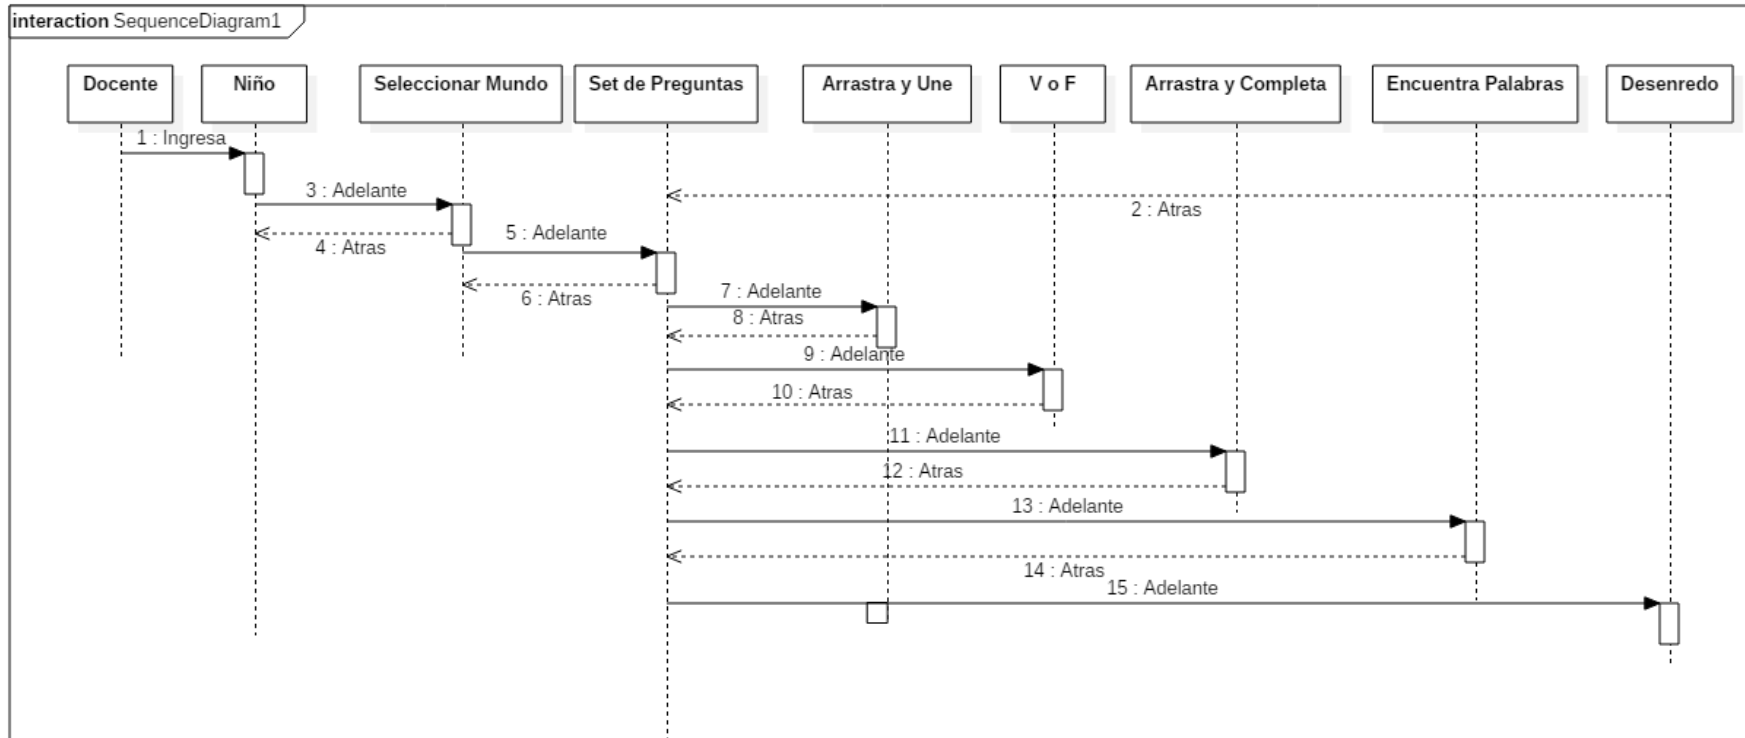 interaction SequenceDiagram1
Docente
Niño
Seleccionar Mundo
Set de Preguntas
Arrastra y Une
V o F
Arrastra y Completa
Encuentra Palabras
Desenredo
1 : Ingresa
3 : Adelante
2 : Atras
4 : Atras
5 : Adelante
6 : Atras
7 : Adelante
8 : Atras
9 : Adelante
10 : Atras
11 : Adelante
12 : Atras
13 : Adelante
14 : Atras
15 : Adelante